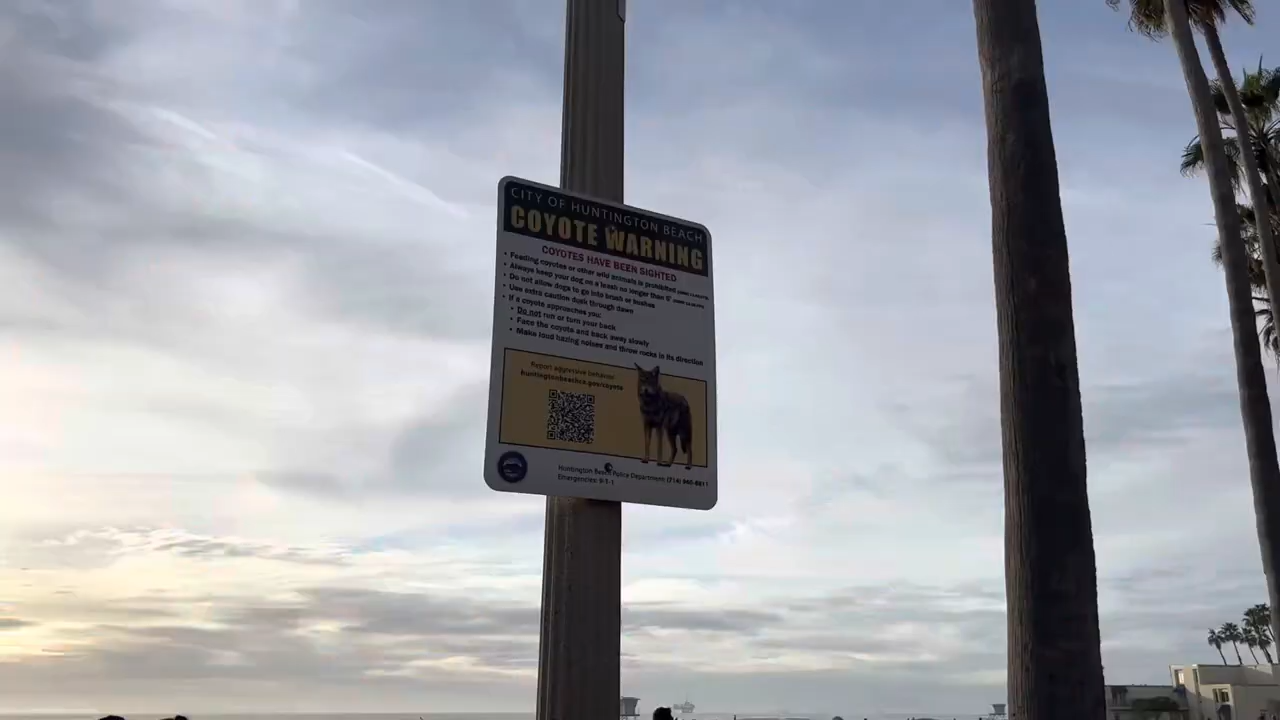 CITY OF HUNTINGTON BEACH
COYOTE WARNING
COYOTES HAVE BEEN SIGHTED
• Feeding coyotes or other wild animals is prohibited
• Always keep your dog on a leash no longer than 6'
• Do not allow dogs to go into brush or bushes
• Use extra caution dusk through dawn
• If a coyote approaches you:
• Do not run or turn your back
• Face the coyote and back away slowly
• Make loud hazing noises and throw rocks in its direction
Report aggressive behavior
huntingtonbeachca.gov/coyote
Huntington Beach Police Department (714) 960-8811
Emergencies: 9-1-1